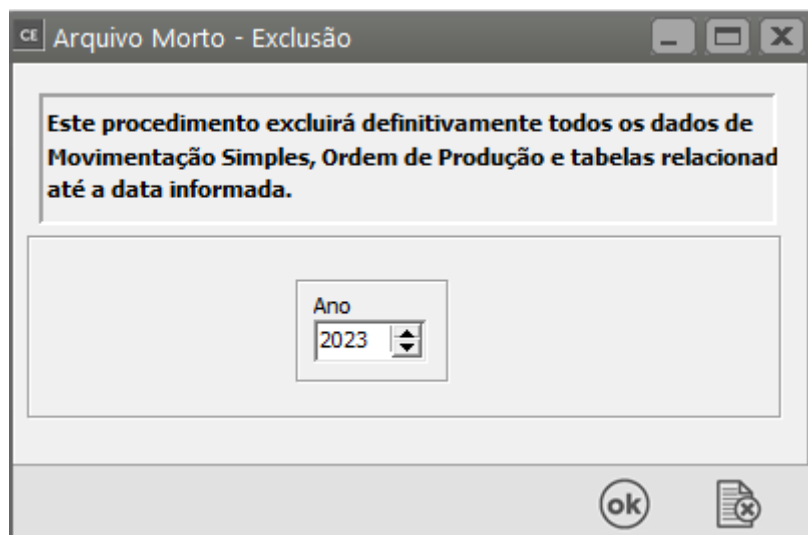 CE Arquivo Morto - Exclusão
Este procedimento excluirá definitivamente todos os dados de
Movimentação Simples, Ordem de Produção e tabelas relacionad
até a data informada.
Ano
2023
ok